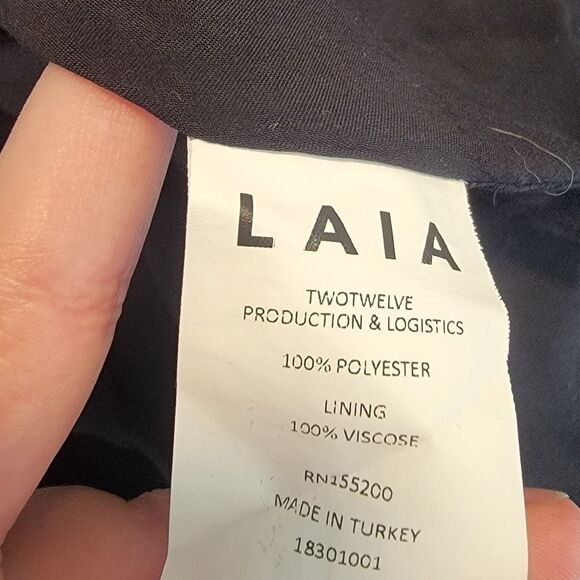 LAIA
TWOTWELVE
PRODUCTION & LOGISTICS
100% POLYESTER
LINING
100% VISCOSE
RN155200
MADE IN TURKEY
18301001